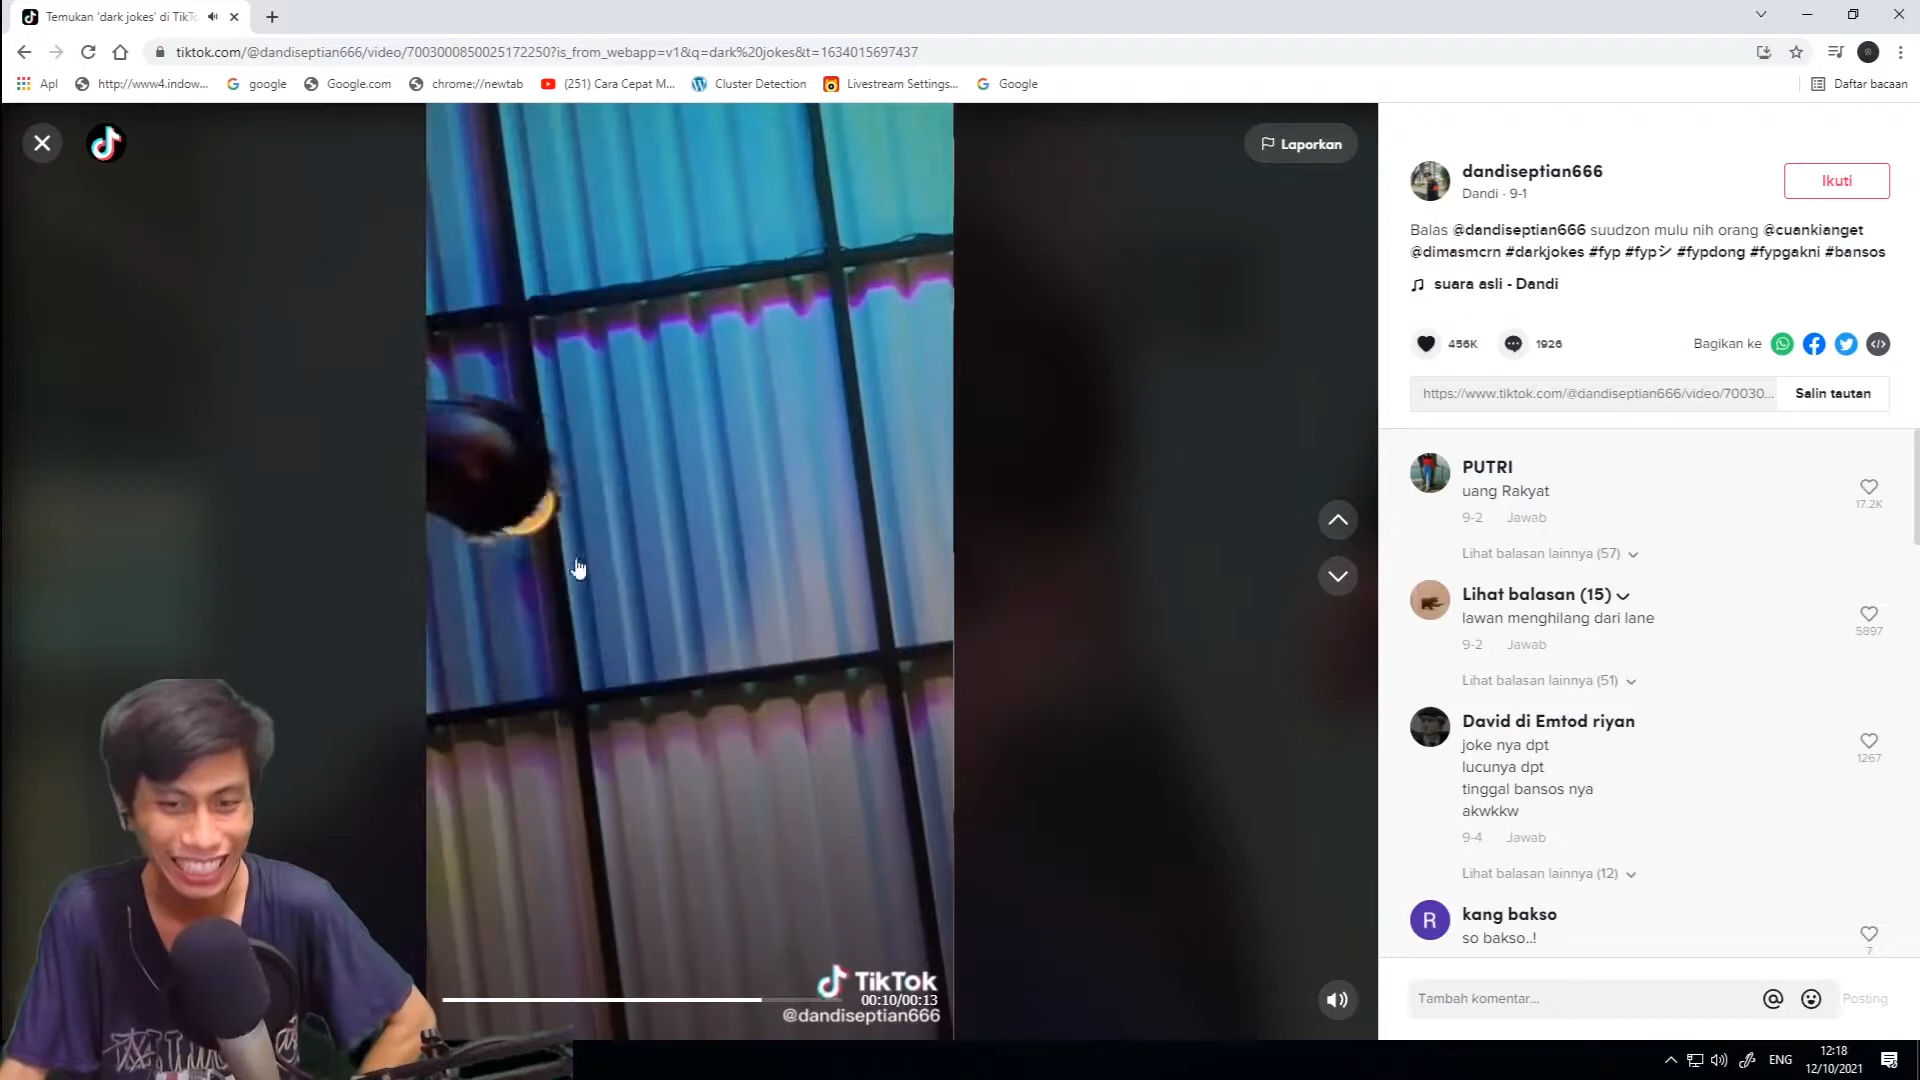 Temukan 'dark jokes' di TikTo
tiktok.com/@dandiseptian666/video/7003000850025172250?is_from_webapp=v1&q=dark%20jokes&t=1634015697437
Apl
http://www4.indow...
google
Google.com
chrome://newtab
(251) Cara Cepat M...
Cluster Detection
Livestream Settings...
Google
Daftar bacaan
Laporkan
dandiseptian666
Dandi · 9-1
Ikuti
Balas @dandiseptian666 suudzon mulu nih orang @cuankianget
@dimasmcrn #darkjokes #fyp #fypシ #fypdong #fypgakni #bansos
suara asli - Dandi
456K
1926
Bagikan ke
https://www.tiktok.com/@dandiseptian666/video/70030...
Salin tautan
PUTRI
uang Rakyat
9-2 Jawab
17.2K
Lihat balasan lainnya (57)
Lihat balasan (15)
lawan menghilang dari lane
9-2 Jawab
5897
Lihat balasan lainnya (51)
David di Emtod riyan
joke nya dpt
lucunya dpt
tinggal bansos nya
akwkkw
9-4 Jawab
1267
Lihat balasan lainnya (12)
R
kang bakso
so bakso..!
Tambah komentar...
Posting
TikTok
00:10/00:13
@dandiseptian666
ENG
12:18
12/10/2021